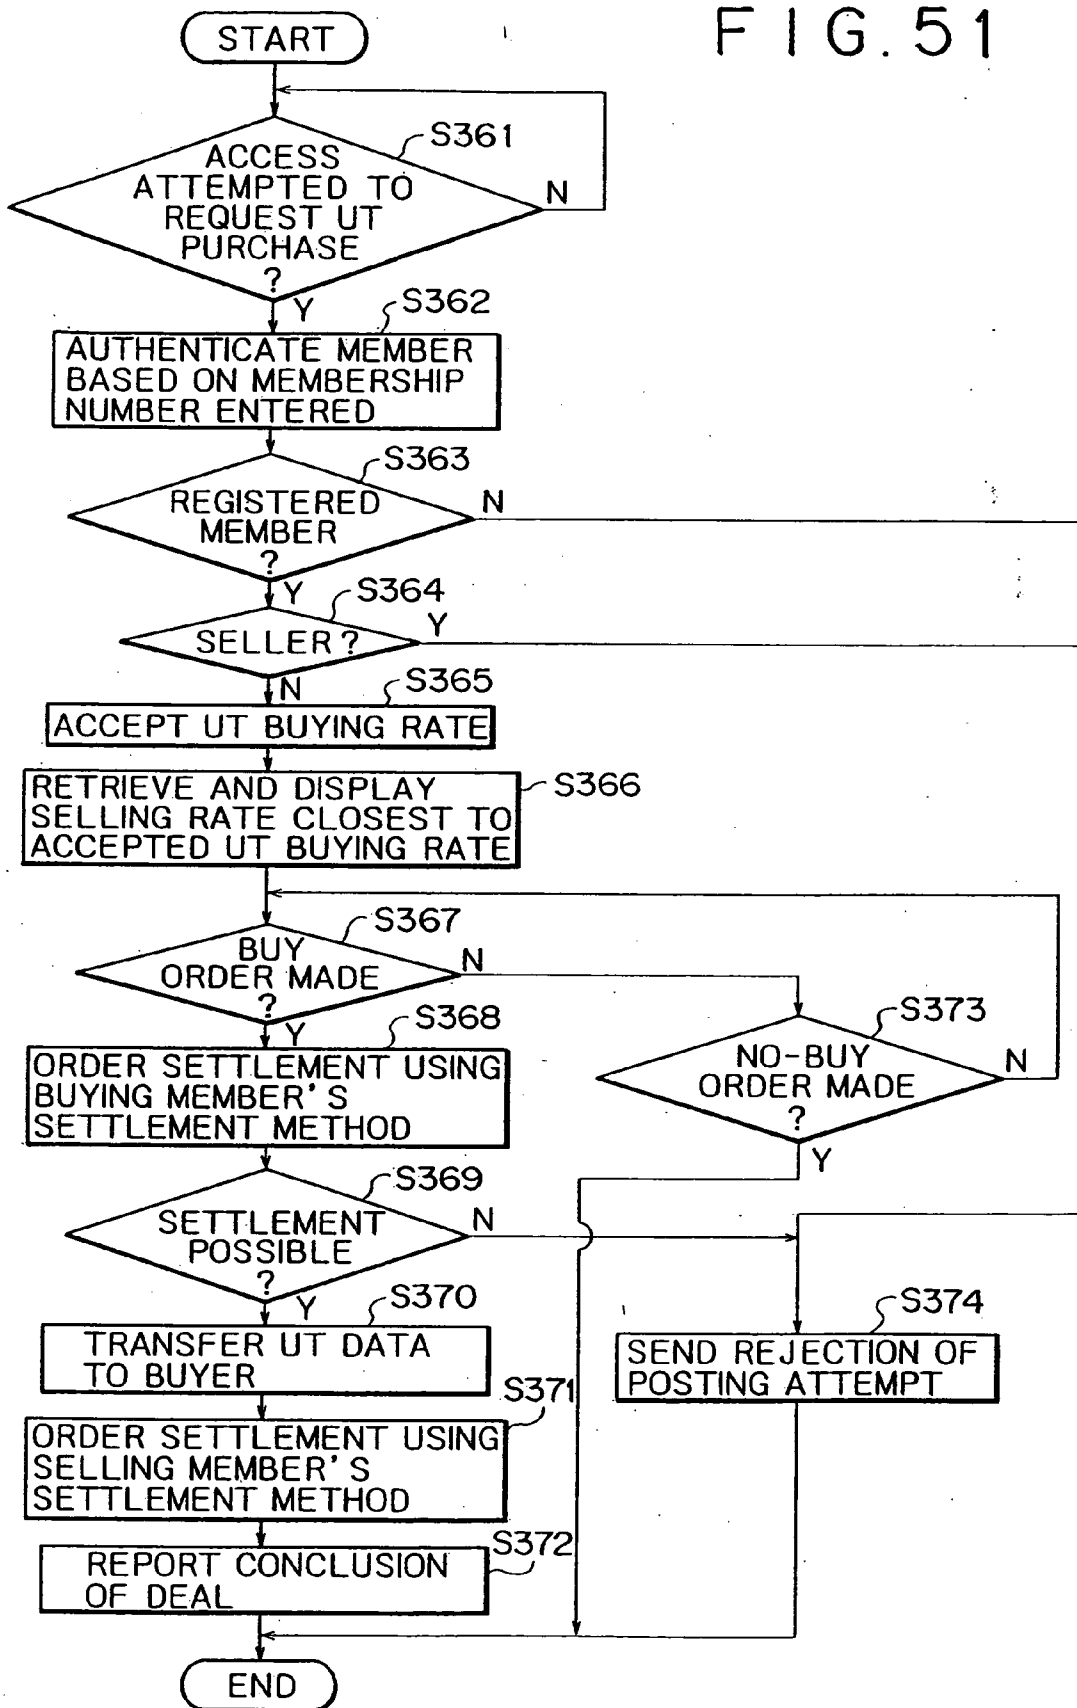 START
FIG. 51
S361
ACCESS
ATTEMPTED TO
REQUEST UT
PURCHASE
?
N
Y
S362
AUTHENTICATE MEMBER
BASED ON MEMBERSHIP
NUMBER ENTERED
S363
REGISTERED
MEMBER
?
N
Y
S364
SELLER?
Y
N
S365
ACCEPT UT BUYING RATE
S366
RETRIEVE AND DISPLAY
SELLING RATE CLOSEST TO
ACCEPTED UT BUYING RATE
S367
BUY
ORDER MADE
?
N
Y
S368
ORDER SETTLEMENT USING
BUYING MEMBER'S
SETTLEMENT METHOD
S373
NO-BUY
ORDER MADE
?
N
Y
S369
SETTLEMENT
POSSIBLE
?
N
Y
S370
TRANSFER UT DATA
TO BUYER
S374
SEND REJECTION OF
POSTING ATTEMPT
S371
ORDER SETTLEMENT USING
SELLING MEMBER'S
SETTLEMENT METHOD
S372
REPORT CONCLUSION
OF DEAL
END